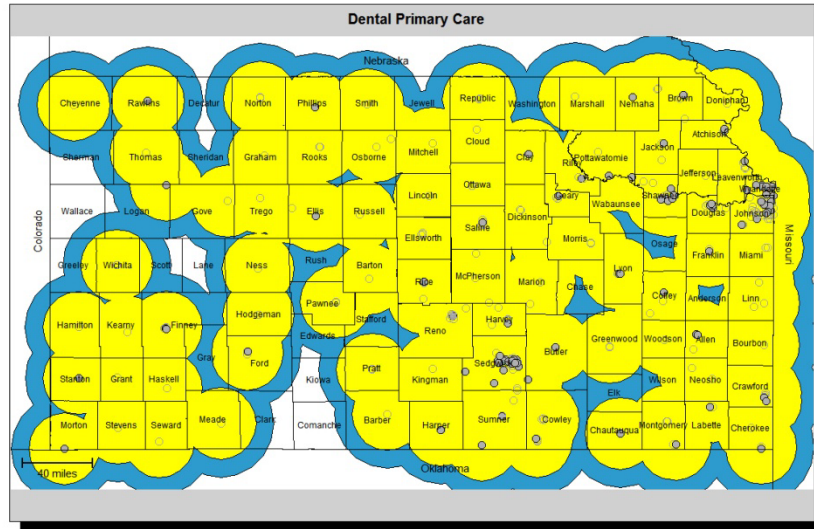 Dental Primary Care
Nebraska
Cheyenne Rawlins Decatur Norton Phillips Smith Jewell Republic Washington Marshall Nemaha Brown Doniphan
Atchison
Sherman Thomas Sheridan Graham Rooks Osborne Mitchell Cloud Clay Riley Pottawatomie Jackson
Jefferson Leavenworth
Wallace Logan Gove Trego Ellis Russell Lincoln Ottawa Dickinson Geary Wabaunsee Shawnee Douglas Johnson
Colorado
Missouri
Ellsworth Saline Morris Osage
Greeley Wichita Scott Lane Ness Rush Barton Rice McPherson Marion Chase Lyon Franklin Miami
Coffey Anderson Linn
Hamilton Kearny Finney Hodgeman Pawnee Stafford Reno Harvey
Gray Ford Edwards Greenwood Woodson Allen Bourbon
Stanton Grant Haskell Kiowa Pratt Kingman Sedgwick Butler Elk Wilson Neosho Crawford
Morton Stevens Seward Meade Clark Comanche Barber Harper Sumner Cowley Chautauqua Montgomery Labette Cherokee
40 miles
Oklahoma